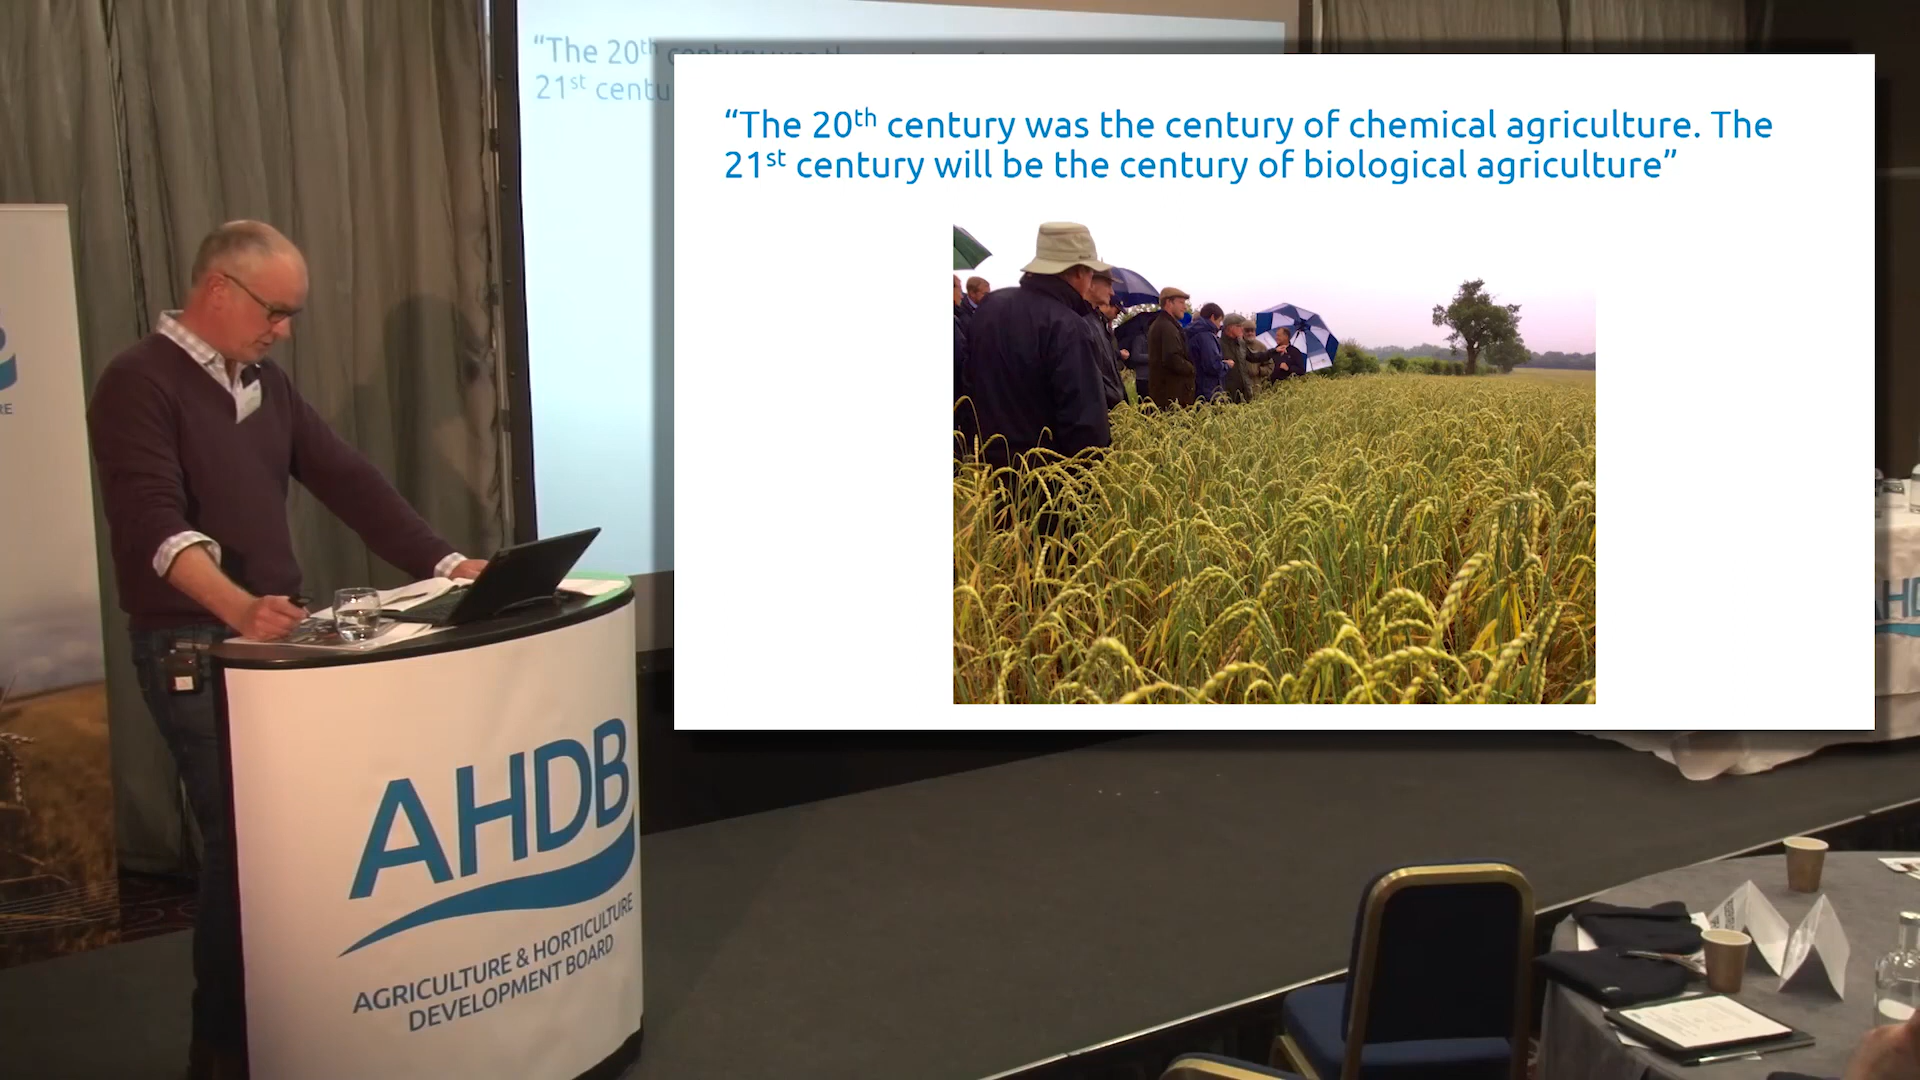 “The 20th
21st centu
“The 20th century was the century of chemical agriculture. The
21st century will be the century of biological agriculture”
AHDB
AGRICULTURE & HORTICULTURE
DEVELOPMENT BOARD
RE